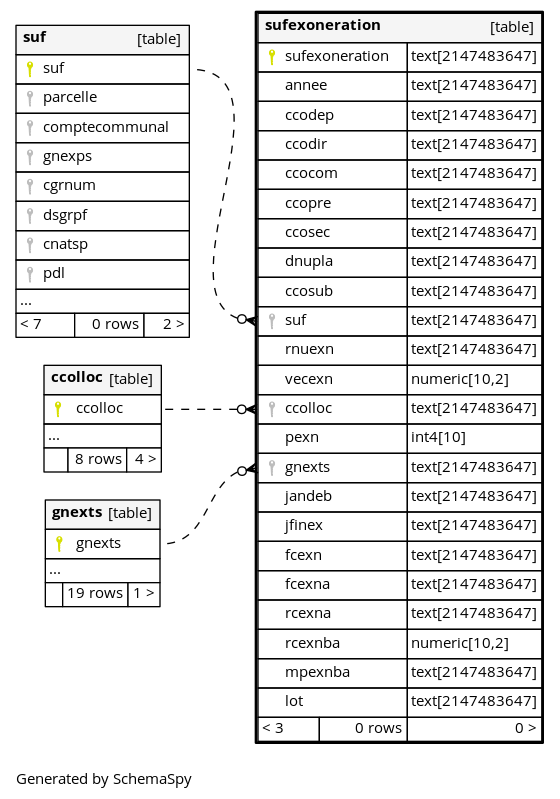 suf [table]
suf
parcelle
comptecommunal
gnexps
cgrnum
dsgrpf
cnatsp
pdl
...
< 7 0 rows 2 >
ccolloc [table]
ccolloc
...
8 rows 4 >
gnexts [table]
gnexts
...
19 rows 1 >
sufexoneration [table]
sufexoneration text[2147483647]
annee text[2147483647]
ccodep text[2147483647]
ccodir text[2147483647]
ccocom text[2147483647]
ccopre text[2147483647]
ccosec text[2147483647]
dnupla text[2147483647]
ccosub text[2147483647]
suf text[2147483647]
rnuexn text[2147483647]
vecexn numeric[10,2]
ccolloc text[2147483647]
pexn int4[10]
gnexts text[2147483647]
jandeb text[2147483647]
jfinex text[2147483647]
fcexn text[2147483647]
fcexna text[2147483647]
rcexna text[2147483647]
rcexnba numeric[10,2]
mpexnba text[2147483647]
lot text[2147483647]
< 3 0 rows 0 >
Generated by SchemaSpy